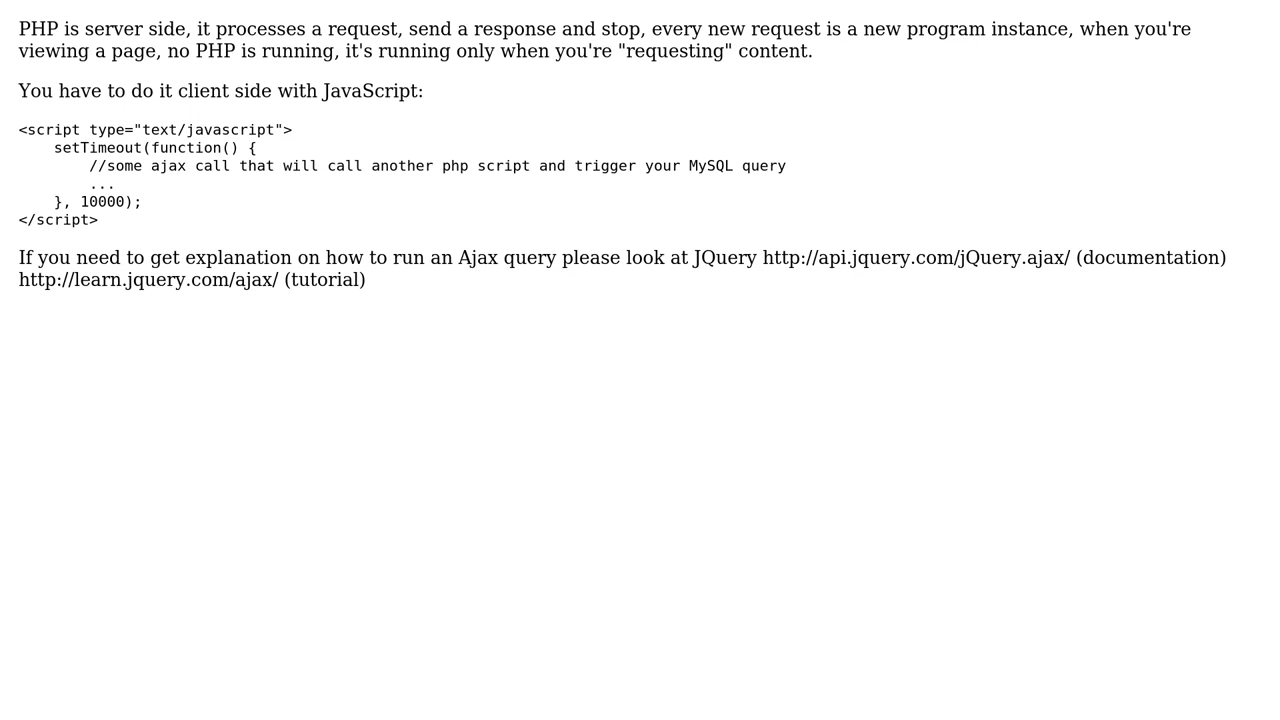 PHP is server side, it processes a request, send a response and stop, every new request is a new program instance, when you're
viewing a page, no PHP is running, it's running only when you're "requesting" content.
You have to do it client side with JavaScript:
<script type="text/javascript">
    setTimeout(function() {
        //some ajax call that will call another php script and trigger your MySQL query
        ...
    }, 10000);
</script>
If you need to get explanation on how to run an Ajax query please look at JQuery http://api.jquery.com/jQuery.ajax/ (documentation)
http://learn.jquery.com/ajax/ (tutorial)